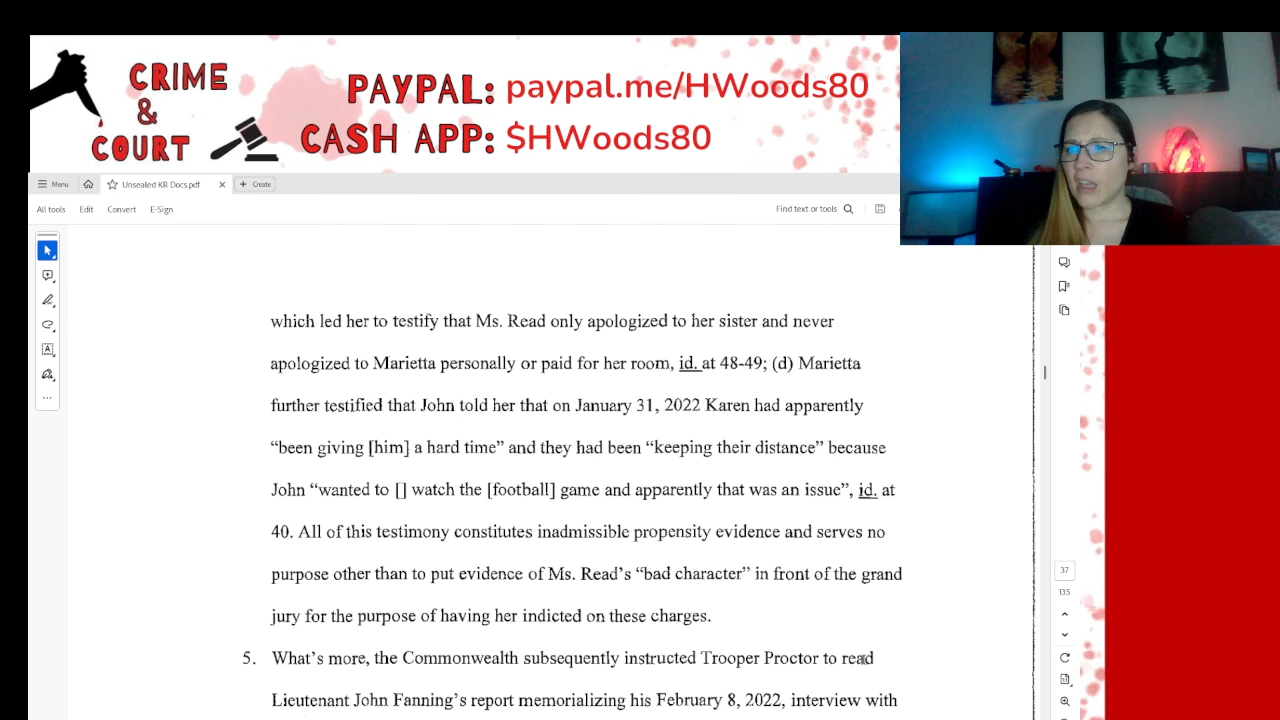 CRIME
&
COURT
PAYPAL: paypal.me/HWoods80
CASH APP: $HWoods80
Menu
Unsealed KR Docs.pdf
Create
All tools
Edit
Convert
E-Sign
Find text or tools
which led her to testify that Ms. Read only apologized to her sister and never
apologized to Marietta personally or paid for her room, id. at 48-49; (d) Marietta
further testified that John told her that on January 31, 2022 Karen had apparently
“been giving [him] a hard time” and they had been “keeping their distance” because
John “wanted to [] watch the [football] game and apparently that was an issue”, id. at
40. All of this testimony constitutes inadmissible propensity evidence and serves no
purpose other than to put evidence of Ms. Read’s “bad character” in front of the grand
jury for the purpose of having her indicted on these charges.
5. What’s more, the Commonwealth subsequently instructed Trooper Proctor to read
Lieutenant John Fanning’s report memorializing his February 8, 2022, interview with
37
135